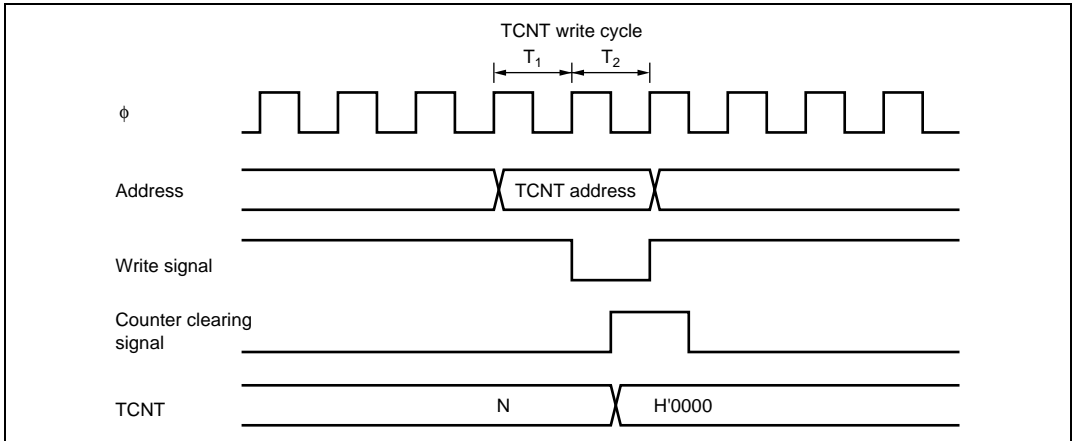 TCNT write cycle
T1 T2
ϕ
Address
TCNT address
Write signal
Counter clearing
signal
TCNT
N
H'0000